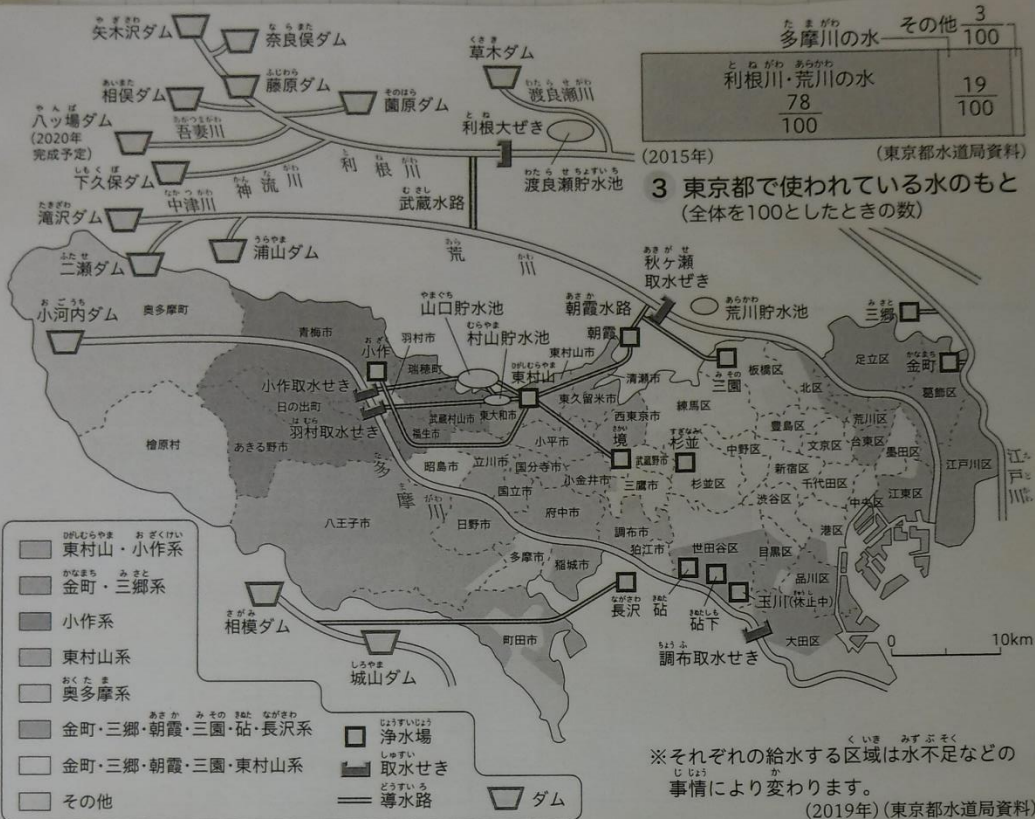 矢木沢ダム
奈良俣ダム
草木ダム
藤原ダム
相俣ダム
薗原ダム
渡良瀬川
八ッ場ダム
(2020年
完成予定)
吾妻川
利根大ぜき
下久保ダム
神流川
利根川
渡良瀬貯水池
中津川
武蔵水路
滝沢ダム
二瀬ダム
浦山ダム
荒川
秋ヶ瀬
取水ぜき
多摩川の水
その他 3/100
利根川・荒川の水
78/100
19/100
(2015年)
(東京都水道局資料)
3 東京都で使われている水のもと
(全体を100としたときの数)
小河内ダム
奥多摩町
青梅市
山口貯水池
村山貯水池
朝霞水路
朝霞
荒川貯水池
三郷
小作
羽村市
瑞穂町
東村山
東村山市
清瀬市
三園
板橋区
足立区
金町
葛飾区
北区
小作取水せき
日の出町
羽村取水せき
武蔵村山市
東大和市
福生市
東久留米市
西東京市
練馬区
豊島区
荒川区
文京区
台東区
墨田区
檜原村
あきる野市
昭島市
立川市
小平市
国分寺市
小金井市
境
武蔵野市
杉並
中野区
新宿区
千代田区
江戸川区
江戸川
多摩川
国立市
三鷹市
杉並区
渋谷区
中央区
江東区
八王子市
日野市
府中市
調布市
狛江市
世田谷区
目黒区
港区
品川区
多摩市
稲城市
長沢
砧
砧下
玉川(休止中)
大田区
町田市
調布取水せき
0 10km
相模ダム
城山ダム
東村山・小作系
金町・三郷系
小作系
東村山系
奥多摩系
金町・三郷・朝霞・三園・砧・長沢系
金町・三郷・朝霞・三園・東村山系
その他
浄水場
取水せき
導水路
ダム
※それぞれの給水する区域は水不足などの
事情により変わります。
(2019年)(東京都水道局資料)